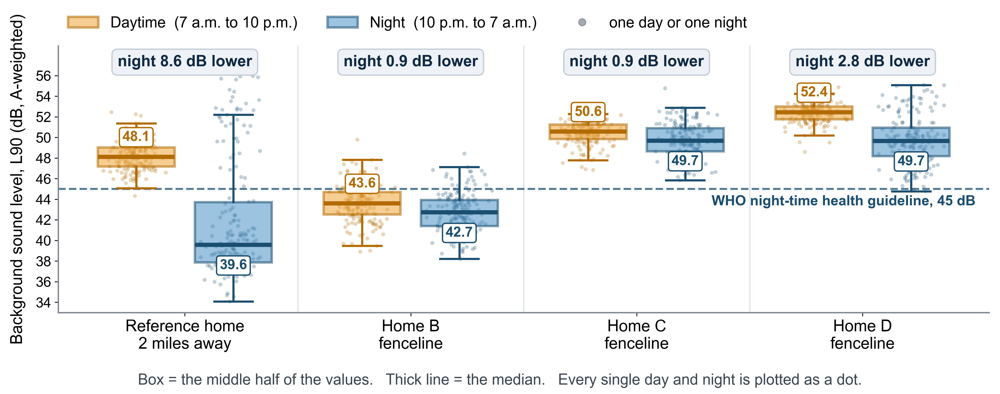 Daytime (7 a.m. to 10 p.m.)
Night (10 p.m. to 7 a.m.)
one day or one night
Background sound level, L90 (dB, A-weighted)
night 8.6 dB lower
night 0.9 dB lower
night 0.9 dB lower
night 2.8 dB lower
56
54
52
50
48
46
44
42
40
38
36
34
48.1
39.6
43.6
42.7
50.6
49.7
52.4
49.7
WHO night-time health guideline, 45 dB
Reference home
2 miles away
Home B
fenceline
Home C
fenceline
Home D
fenceline
Box = the middle half of the values. Thick line = the median. Every single day and night is plotted as a dot.